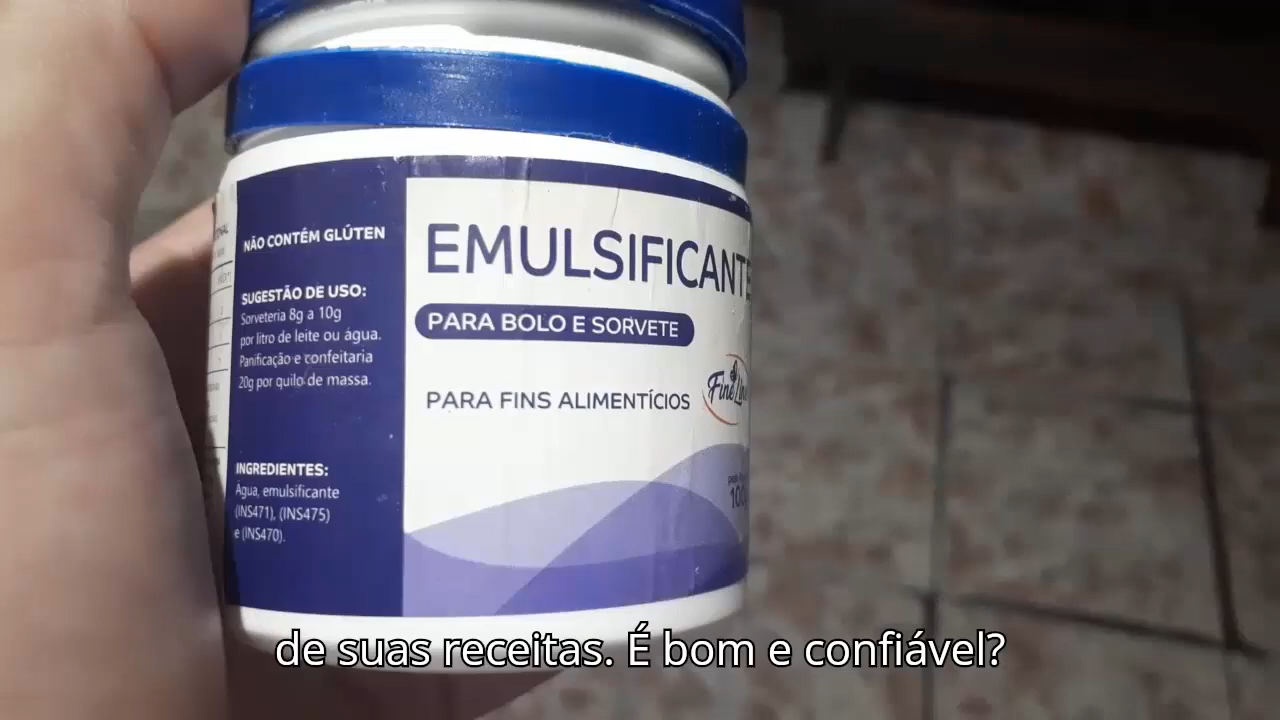 NÃO CONTÉM GLÚTEN
SUGESTÃO DE USO:
Sorveteria 8g a 10g
por litro de leite ou água.
Panificação e confeitaria
20g por quilo de massa.
INGREDIENTES:
Água, emulsificante
(INS471), (INS475)
e (INS470).
EMULSIFICANTE
PARA BOLO E SORVETE
PARA FINS ALIMENTÍCIOS
Fine Line
de suas receitas. É bom e confiável?